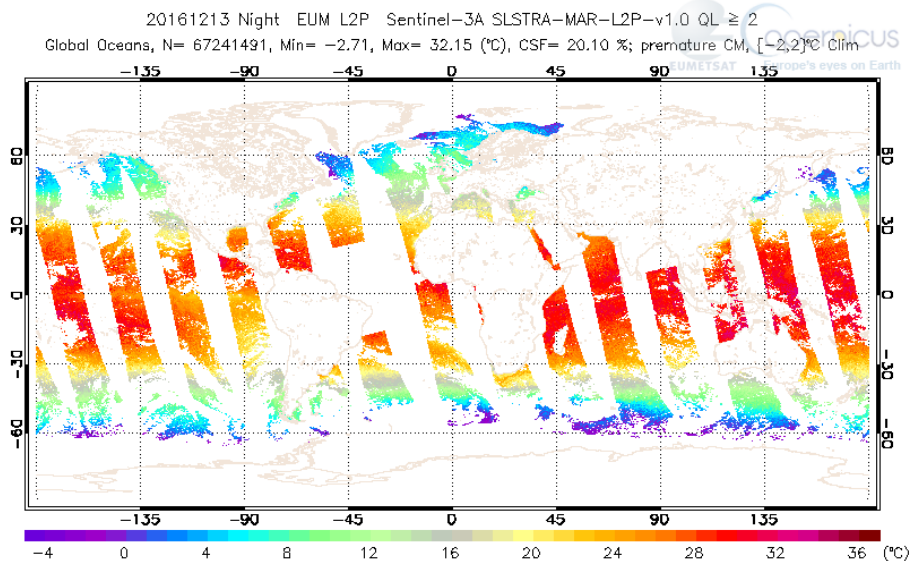 20161213 Night EUM L2P Sentinel-3A SLSTRA-MAR-L2P-v1.0 QL ≥ 2
Global Oceans, N= 67241491, Min= −2.71, Max= 32.15 (°C), CSF= 20.10 %; premature CM, [−2,2]°C Clim
opernicus
EUMETSAT Europe's eyes on Earth
−135 −90 −45 0 45 90 135
60 60
30 30
0 0
−30 −30
−60 −60
−135 −90 −45 0 45 90 135
−4 0 4 8 12 16 20 24 28 32 36 (°C)